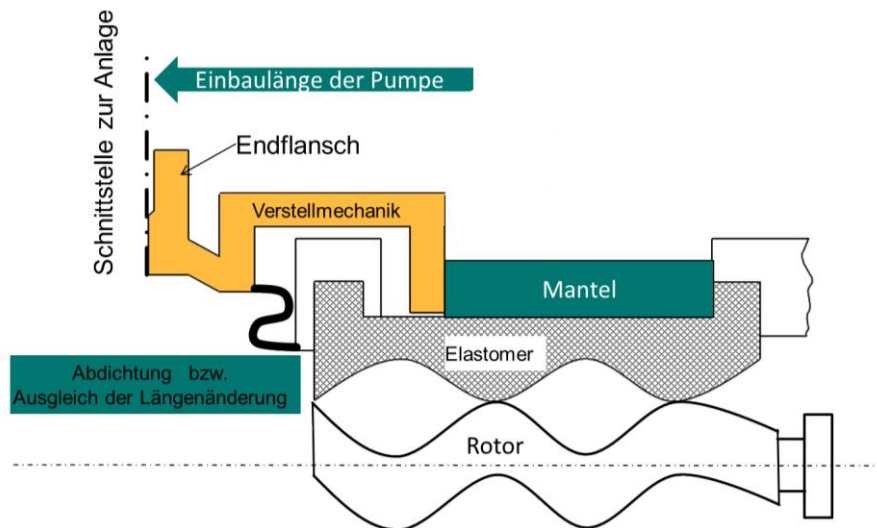 Schnittstelle zur Anlage
Einbaulänge der Pumpe
Endflansch
Verstellmechanik
Mantel
Elastomer
Abdichtung bzw.
Ausgleich der Längenänderung
Rotor